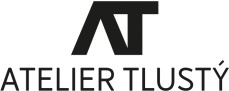 AT
ATELIER TLUSTÝ